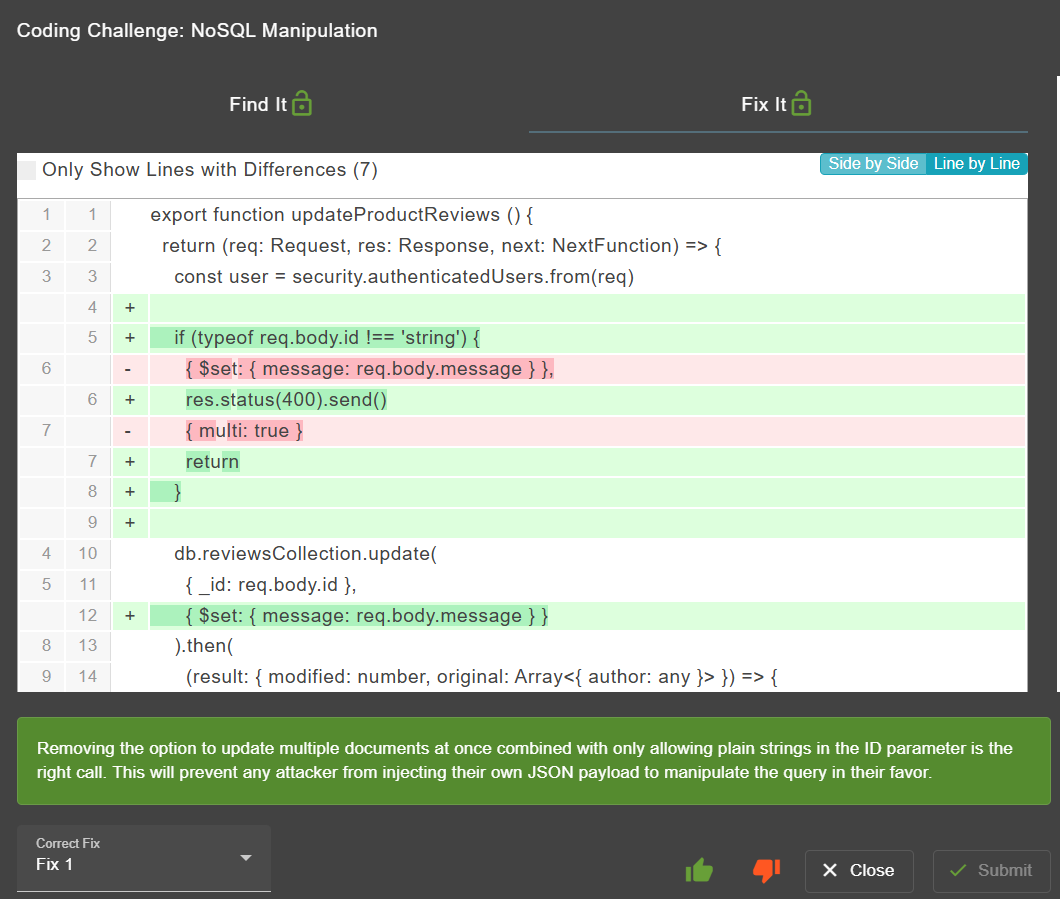 Coding Challenge: NoSQL Manipulation
Find It
Fix It
Only Show Lines with Differences (7)
Side by Side Line by Line
1 1 export function updateProductReviews () {
2 2 return (req: Request, res: Response, next: NextFunction) => {
3 3 const user = security.authenticatedUsers.from(req)
4 +
5 + if (typeof req.body.id !== 'string') {
6 - { $set: { message: req.body.message } },
6 + res.status(400).send()
7 - { multi: true }
7 + return
8 + }
9 +
4 10 db.reviewsCollection.update(
5 11 { _id: req.body.id },
12 + { $set: { message: req.body.message } }
8 13 ).then(
9 14 (result: { modified: number, original: Array<{ author: any }> }) => {
Removing the option to update multiple documents at once combined with only allowing plain strings in the ID parameter is the
right call. This will prevent any attacker from injecting their own JSON payload to manipulate the query in their favor.
Correct Fix
Fix 1
Close
Submit